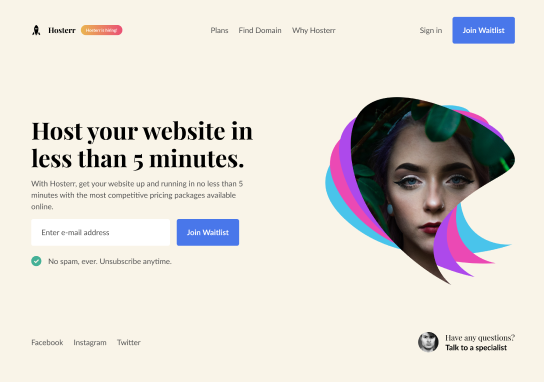 Hosterr
Hosterr is hiring!
Plans
Find Domain
Why Hosterr
Sign in
Join Waitlist
Host your website in
less than 5 minutes.
With Hosterr, get your website up and running in no less than 5
minutes with the most competitive pricing packages available
online.
Enter e-mail address
Join Waitlist
No spam, ever. Unsubscribe anytime.
Facebook
Instagram
Twitter
Have any questions?
Talk to a specialist